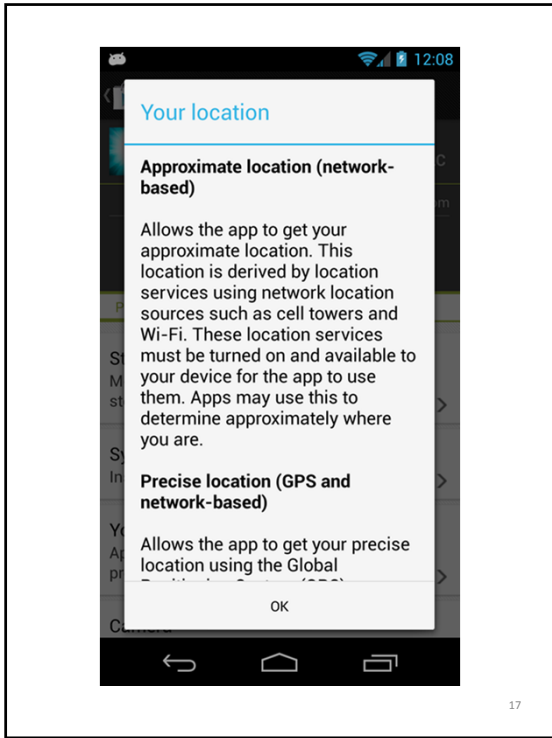 12:08
Your location
Approximate location (network-
based)
Allows the app to get your
approximate location. This
location is derived by location
services using network location
sources such as cell towers and
Wi-Fi. These location services
must be turned on and available to
your device for the app to use
them. Apps may use this to
determine approximately where
you are.
Precise location (GPS and
network-based)
Allows the app to get your precise
location using the Global
OK
17